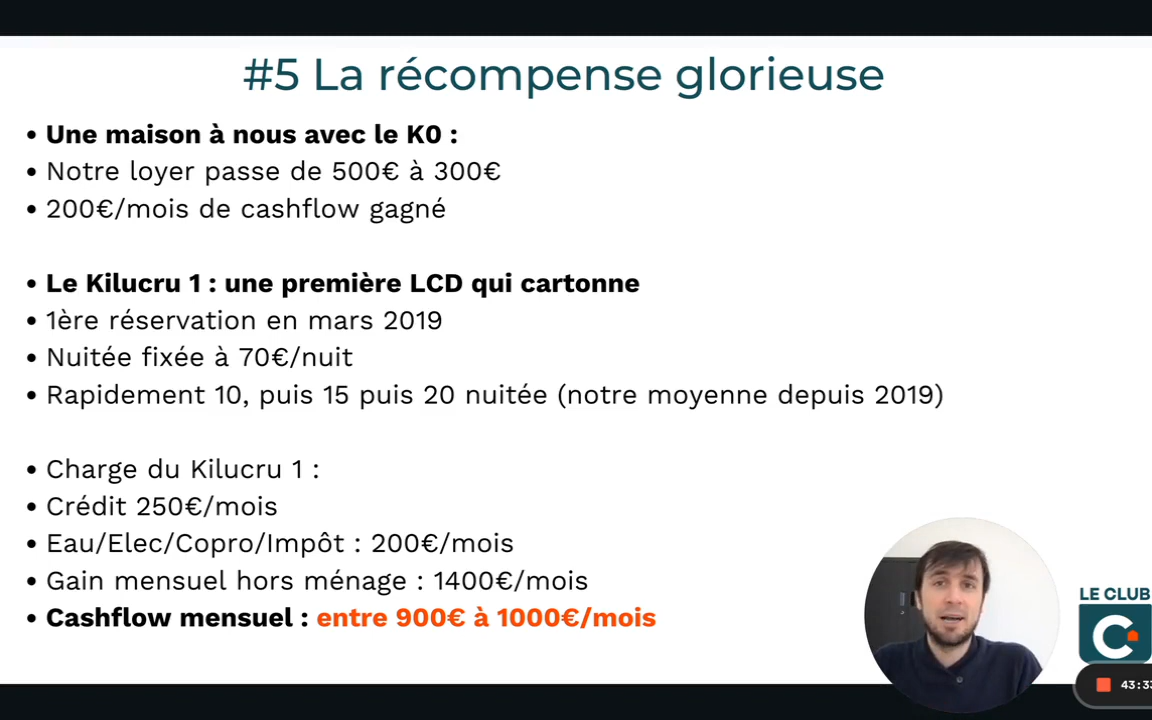 #5 La récompense glorieuse
• Une maison à nous avec le K0 :
• Notre loyer passe de 500€ à 300€
• 200€/mois de cashflow gagné
• Le Kilucru 1 : une première LCD qui cartonne
• 1ère réservation en mars 2019
• Nuitée fixée à 70€/nuit
• Rapidement 10, puis 15 puis 20 nuitée (notre moyenne depuis 2019)
• Charge du Kilucru 1 :
• Crédit 250€/mois
• Eau/Elec/Copro/Impôt : 200€/mois
• Gain mensuel hors ménage : 1400€/mois
• Cashflow mensuel : entre 900€ à 1000€/mois
LE CLUB
C
43:33